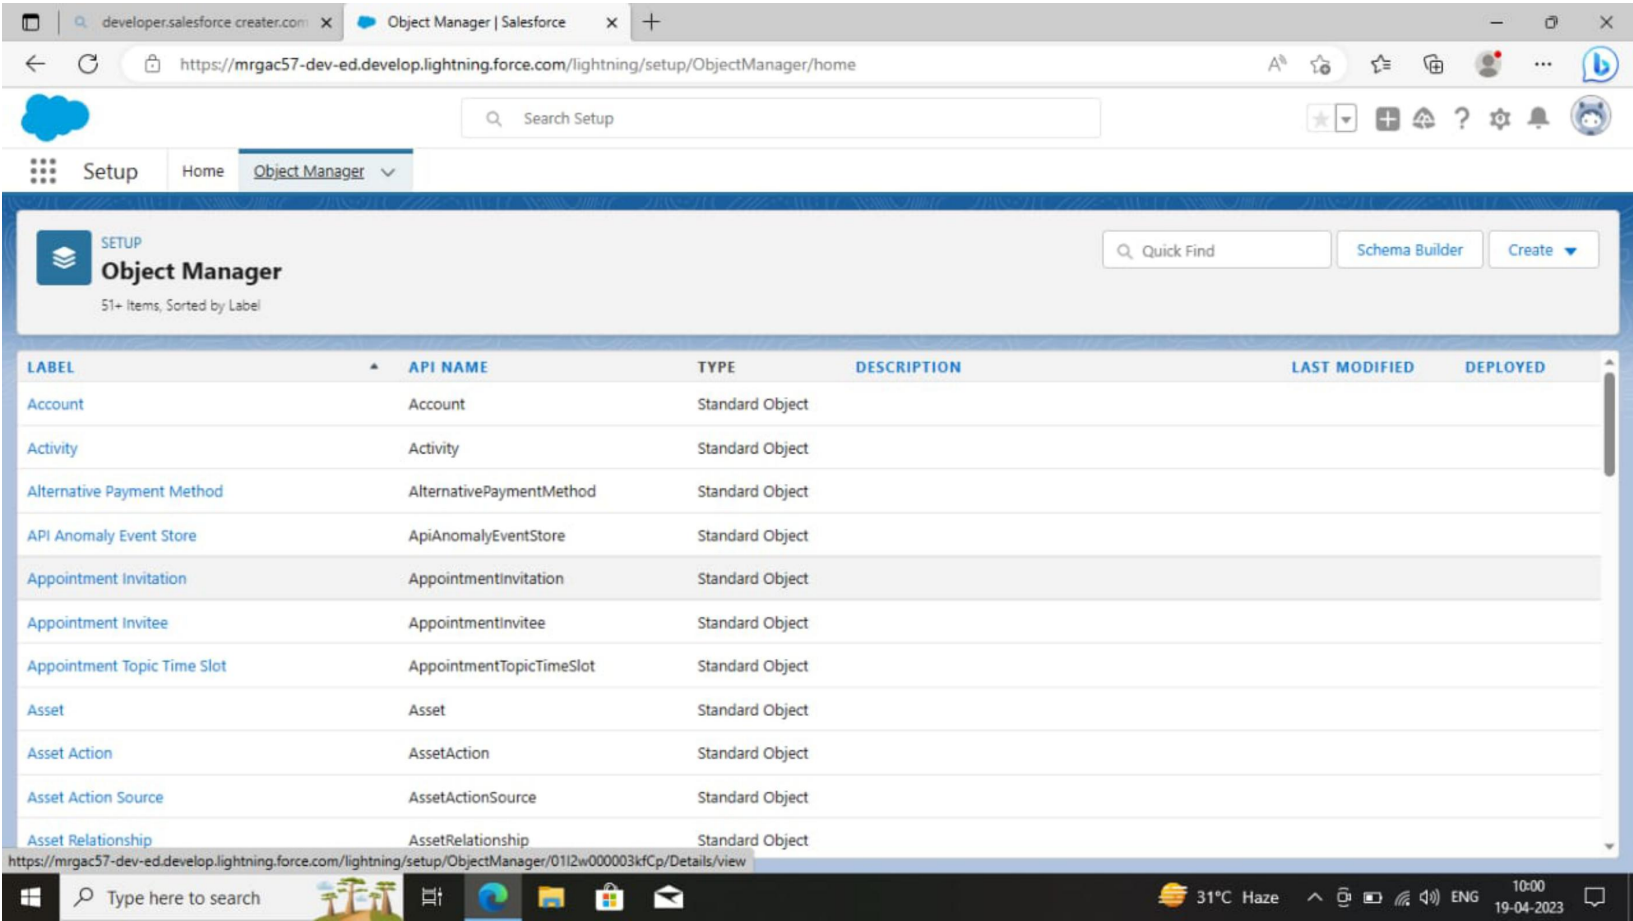 developer.salesforce creater.com
Object Manager | Salesforce
https://mrgac57-dev-ed.develop.lightning.force.com/lightning/setup/ObjectManager/home
Search Setup
Setup Home Object Manager
SETUP
Object Manager
51+ Items, Sorted by Label
Quick Find Schema Builder Create
LABEL API NAME TYPE DESCRIPTION LAST MODIFIED DEPLOYED
Account Account Standard Object
Activity Activity Standard Object
Alternative Payment Method AlternativePaymentMethod Standard Object
API Anomaly Event Store ApiAnomalyEventStore Standard Object
Appointment Invitation AppointmentInvitation Standard Object
Appointment Invitee AppointmentInvitee Standard Object
Appointment Topic Time Slot AppointmentTopicTimeSlot Standard Object
Asset Asset Standard Object
Asset Action AssetAction Standard Object
Asset Action Source AssetActionSource Standard Object
Asset Relationship AssetRelationship Standard Object
https://mrgac57-dev-ed.develop.lightning.force.com/lightning/setup/ObjectManager/01I2w000003kfCp/Details/view
Type here to search
31°C Haze ENG 10:00
19-04-2023